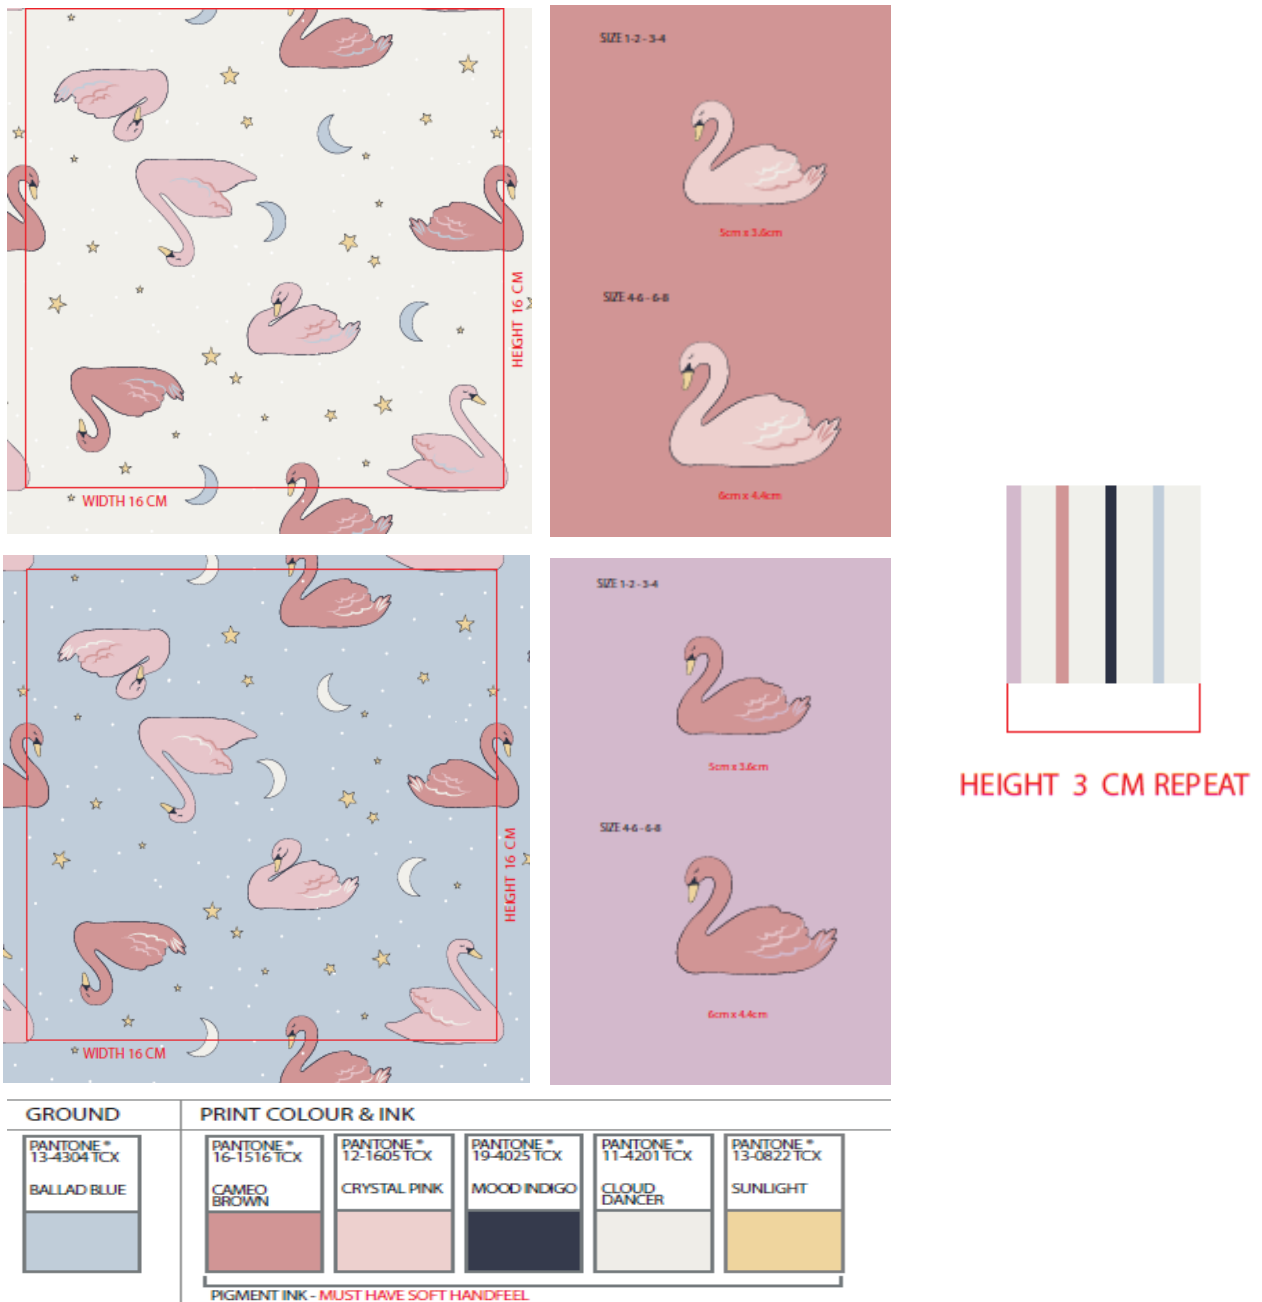 WIDTH 16 CM
HEIGHT 16 CM
SIZE 1-2 - 3-4
5cm x 3.6cm
SIZE 4-6 - 6-8
6cm x 4.4cm
HEIGHT 3 CM REPEAT
WIDTH 16 CM
HEIGHT 16 CM
SIZE 1-2 - 3-4
5cm x 3.6cm
SIZE 4-6 - 6-8
6cm x 4.4cm
GROUND
PRINT COLOUR & INK
PANTONE ®
13-4304 TCX
BALLAD BLUE
PANTONE ®
16-1516 TCX
CAMEO
BROWN
PANTONE ®
12-1605 TCX
CRYSTAL PINK
PANTONE ®
19-4025 TCX
MOOD INDIGO
PANTONE ®
11-4201 TCX
CLOUD
DANCER
PANTONE ®
13-0822 TCX
SUNLIGHT
PIGMENT INK - MUST HAVE SOFT HANDFEEL